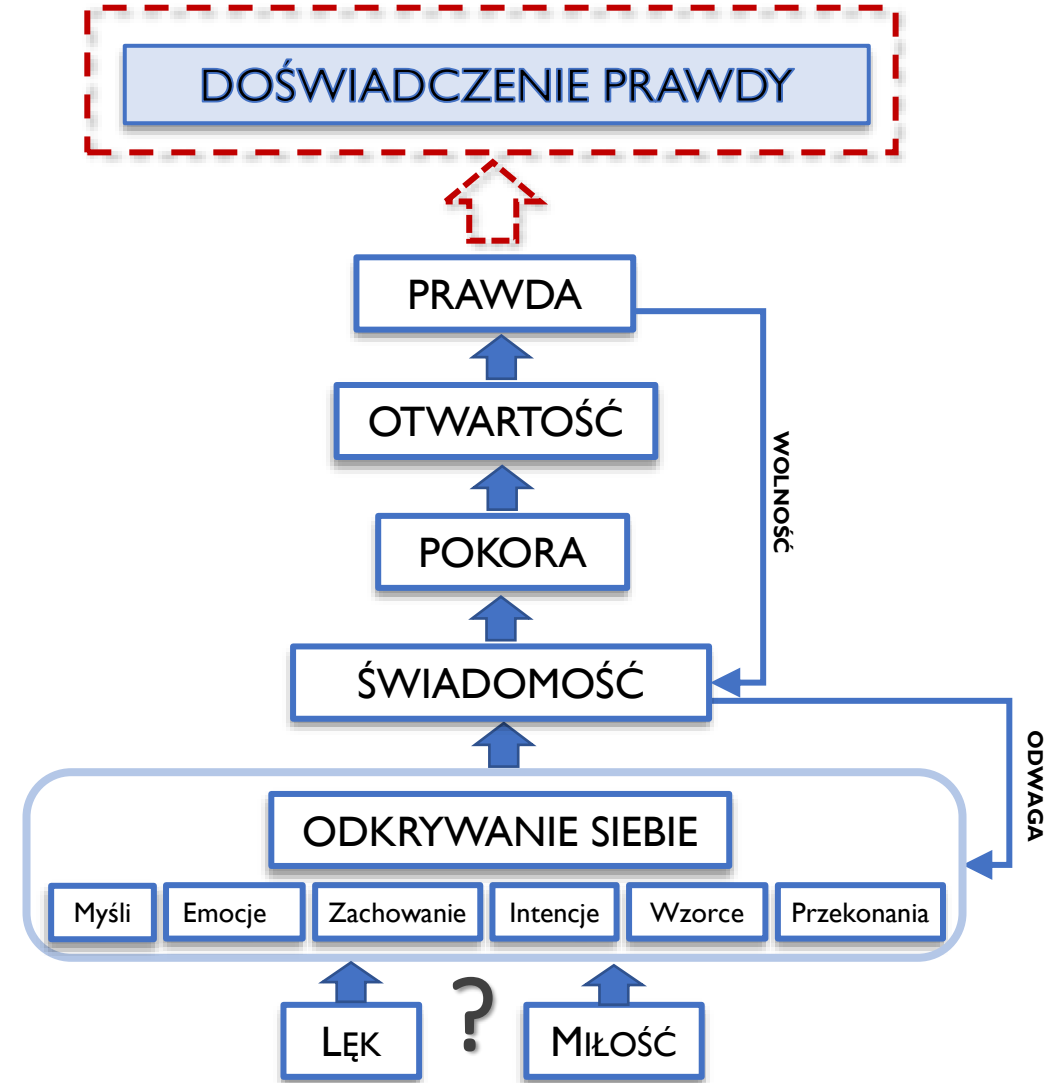 DOŚWIADCZENIE PRAWDY
PRAWDA
OTWARTOŚĆ
WOLNOŚĆ
POKORA
ŚWIADOMOŚĆ
ODWAGA
ODKRYWANIE SIEBIE
Myśli Emocje Zachowanie Intencje Wzorce Przekonania
LĘK ? MIŁOŚĆ